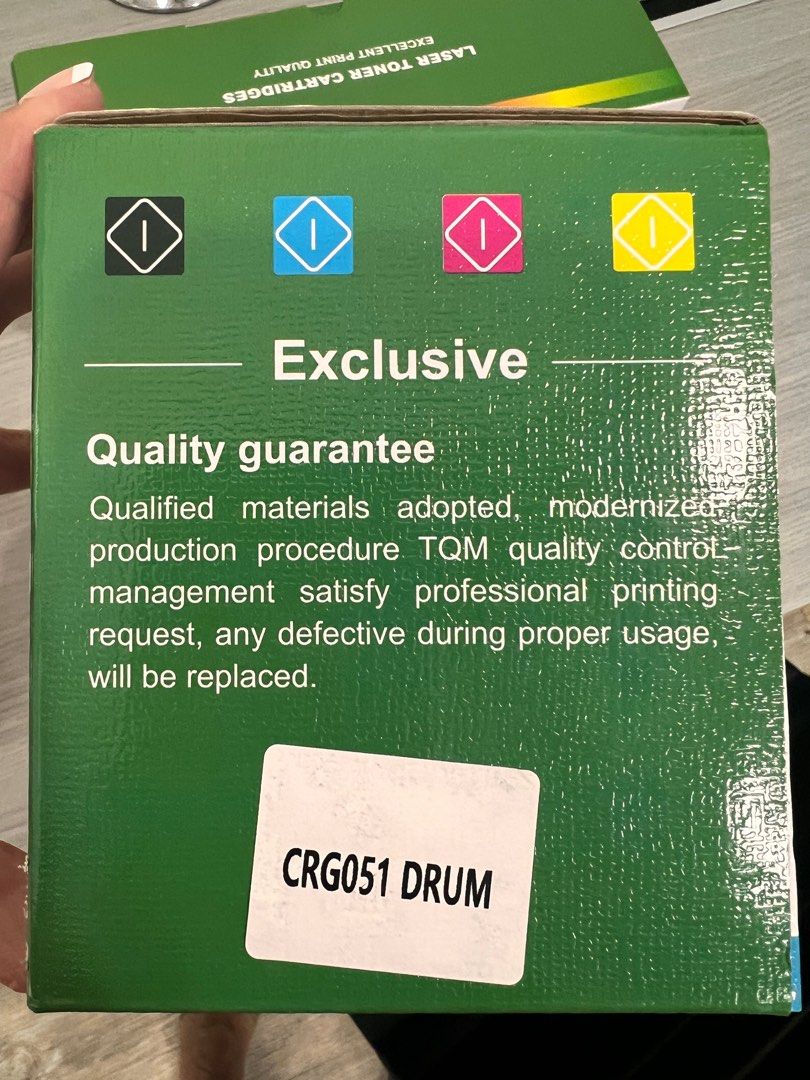 LASER TONER CARTRIDGES
EXCELLENT PRINT QUALITY
Exclusive
Quality guarantee
Qualified materials adopted, modernized
production procedure TQM quality control
management satisfy professional printing
request, any defective during proper usage,
will be replaced.
CRG051 DRUM